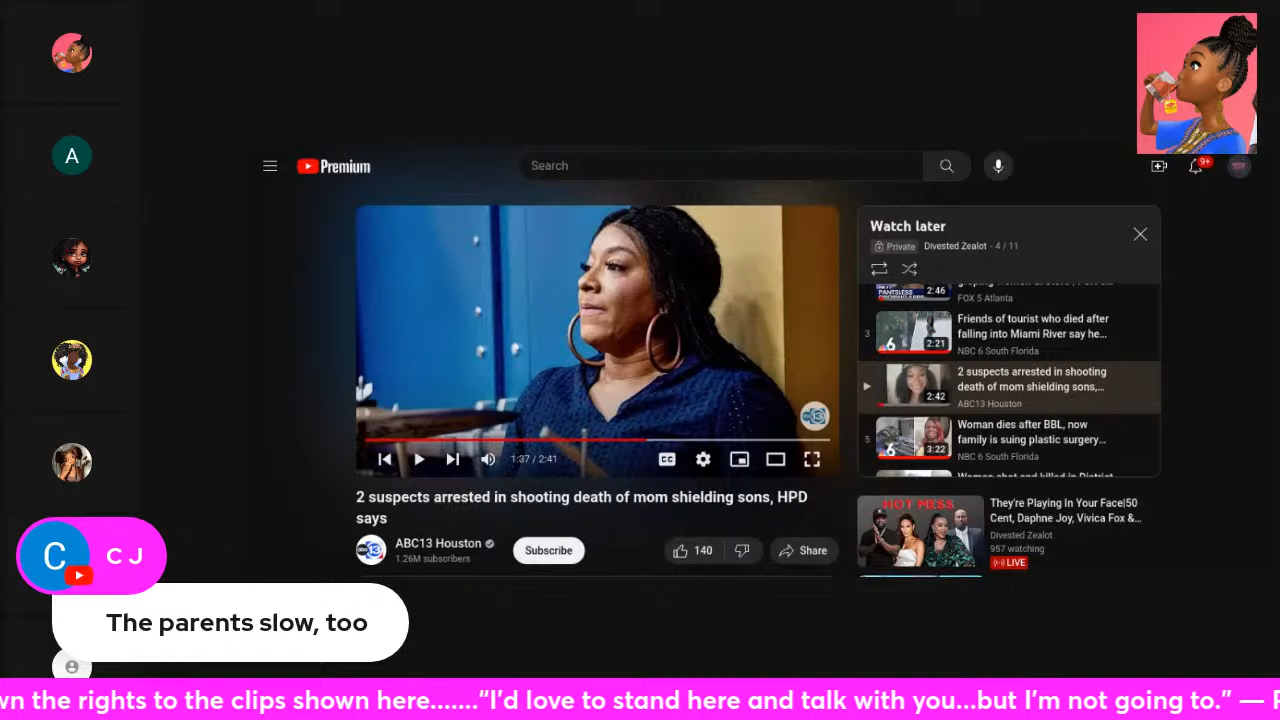 A
Premium
Search
9+
Watch later
Private Divested Zealot - 4 / 11
2:46
FOX 5 Atlanta
3
Friends of tourist who died after
falling into Miami River say he...
2:21
NBC 6 South Florida
2 suspects arrested in shooting
death of mom shielding sons,...
2:42
ABC13 Houston
5
Woman dies after BBL, now
family is suing plastic surgery...
3:22
NBC 6 South Florida
1:37 / 2:41
2 suspects arrested in shooting death of mom shielding sons, HPD
says
ABC13 Houston
1.26M subscribers
Subscribe
140
Share
HOT MESS
They're Playing In Your Face|50
Cent, Daphne Joy, Vivica Fox &...
Divested Zealot
957 watching
LIVE
C
C J
The parents slow, too
wn the rights to the clips shown here.......“I’d love to stand here and talk with you...but I’m not going to.” —